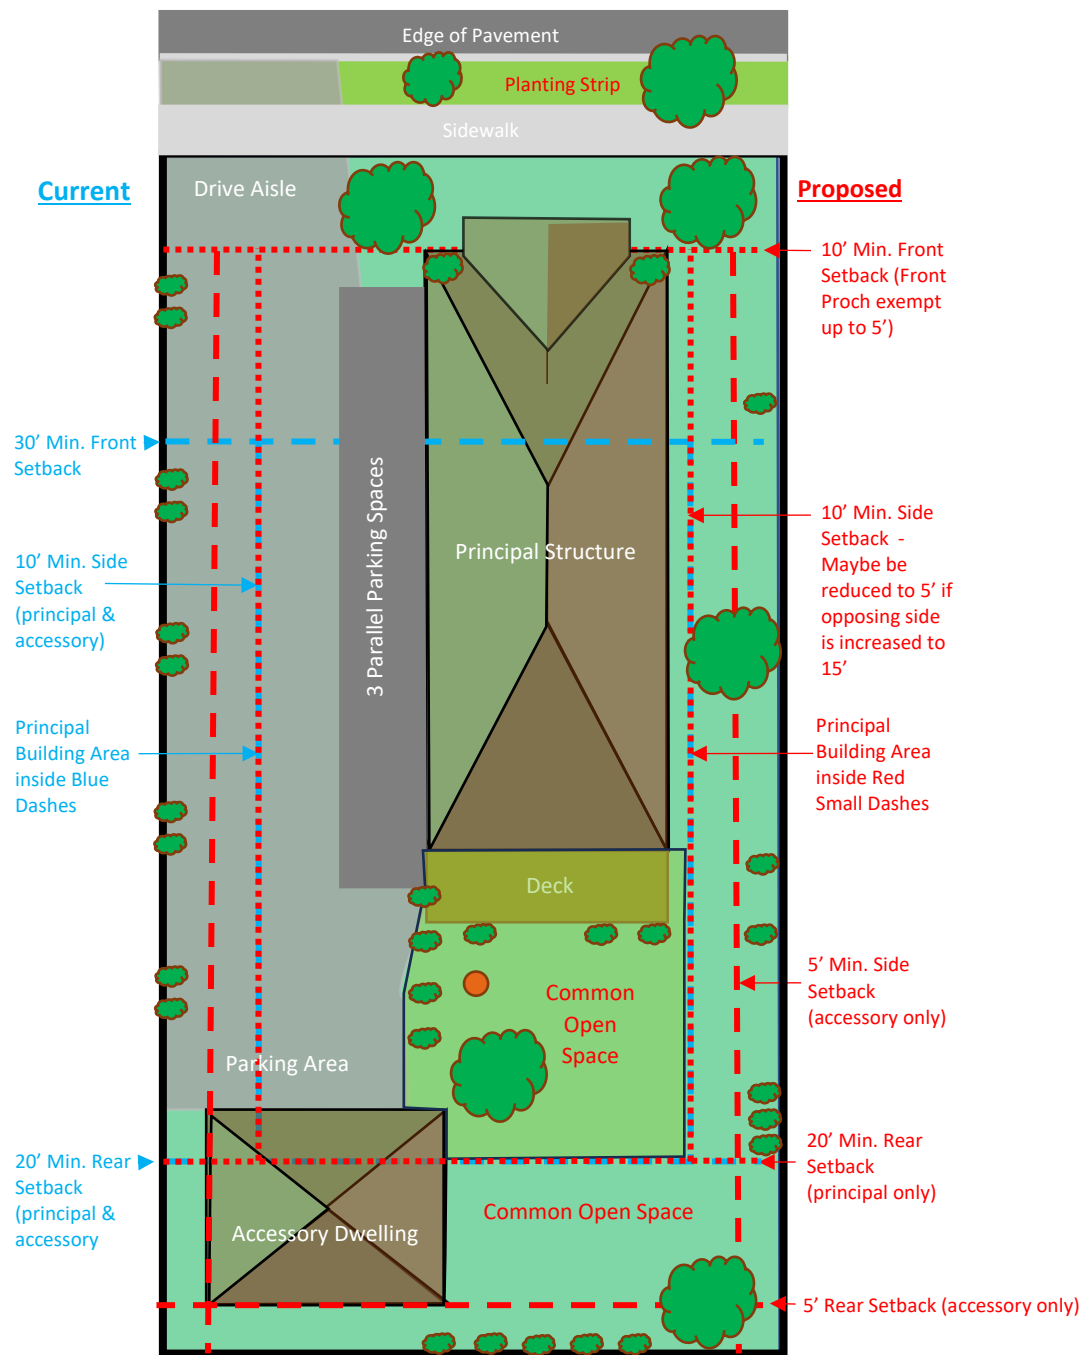 Edge of Pavement
Planting Strip
Sidewalk
Current
Drive Aisle
Proposed
10’ Min. Front
Setback (Front
Proch exempt
up to 5’)
30’ Min. Front
Setback
3 Parallel Parking Spaces
Principal Structure
10’ Min. Side
Setback
(principal &
accessory)
10’ Min. Side
Setback -
Maybe be
reduced to 5’ if
opposing side
is increased to
15’
Principal
Building Area
inside Blue
Dashes
Principal
Building Area
inside Red
Small Dashes
Deck
Common
Open
Space
5’ Min. Side
Setback
(accessory only)
Parking Area
20’ Min. Rear
Setback
(principal &
accessory
20’ Min. Rear
Setback
(principal only)
Common Open Space
Accessory Dwelling
5’ Rear Setback (accessory only)